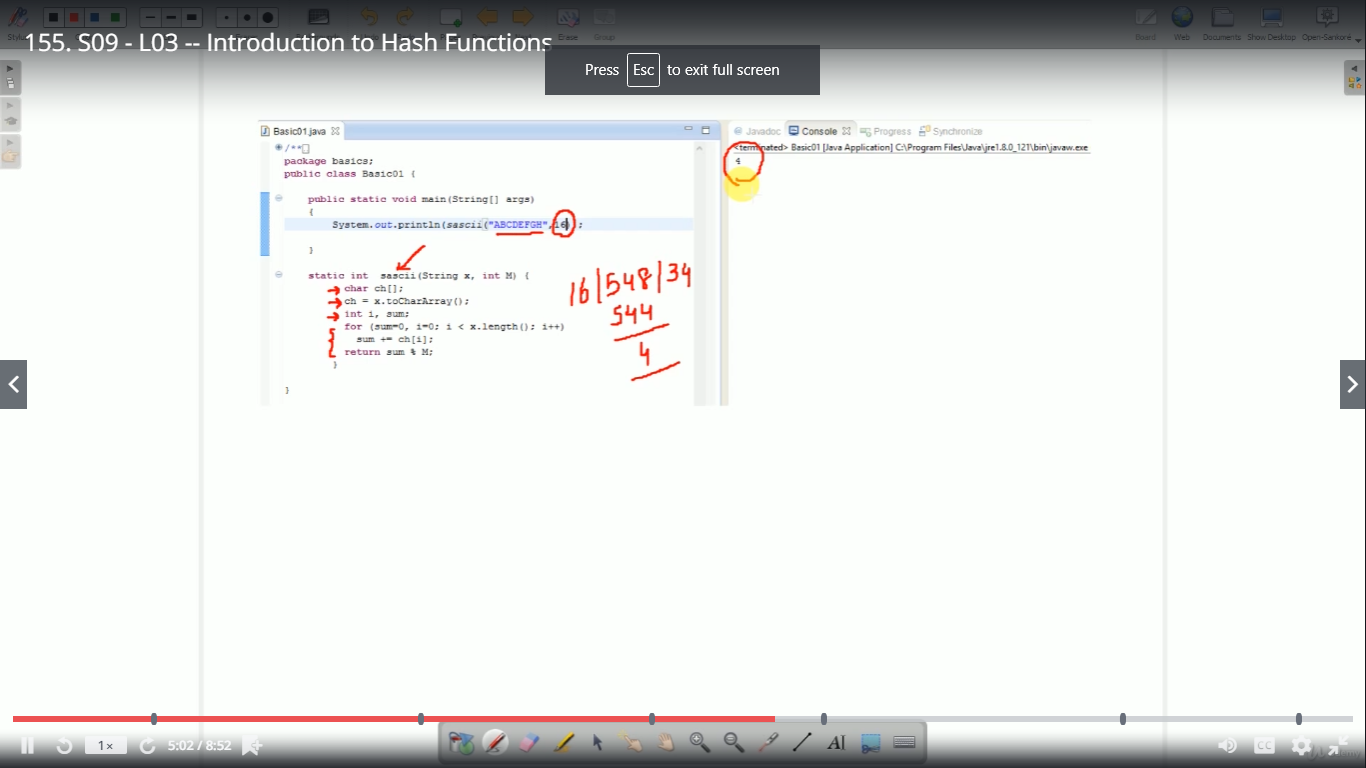 155. S09 - L03 -- Introduction to Hash Functions
Erase
Group
Board
Web
Documents
Show Desktop
Open-Sankoré
Press Esc to exit full screen
Basic01.java
Javadoc
Console
Progress
Synchronize
<terminated> Basic01 [Java Application] C:\Program Files\Java\jre1.8.0_121\bin\javaw.exe
4
/**
package basics;
public class Basic01 {
public static void main(String[] args)
{
System.out.println(sascii("ABCDEFGH",16) ;
}
static int sascii(String x, int M) {
char ch[];
ch = x.toCharArray();
int i, sum;
for (sum=0, i=0; i < x.length(); i++)
sum += ch[i];
return sum % M;
}
}
16|548|34
544
4
1x
5:02 / 8:52
AI
CC